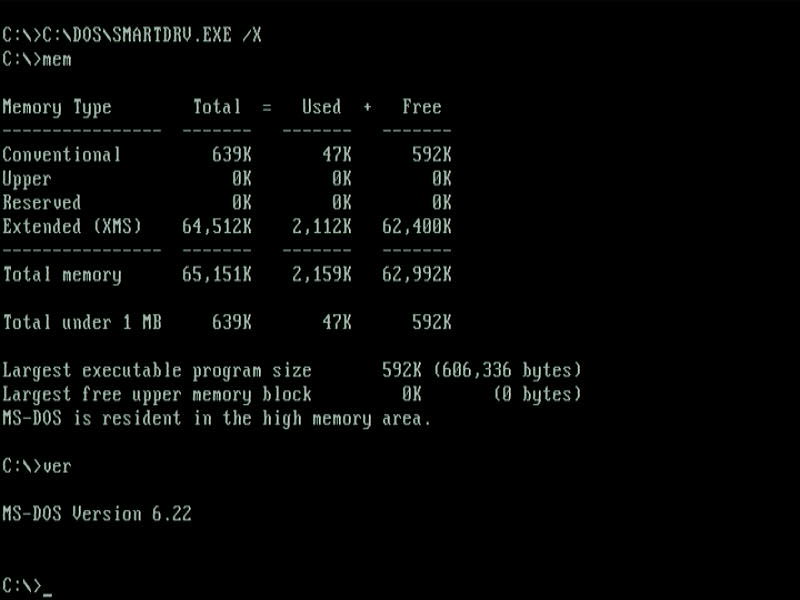 C:\>C:\DOS\SMARTDRV.EXE /X
C:\>mem
Memory Type        Total  =   Used  +   Free
----------------  -------   -------   -------
Conventional         639K       47K      592K
Upper                  0K        0K        0K
Reserved               0K        0K        0K
Extended (XMS)    64,512K    2,112K   62,400K
----------------  -------   -------   -------
Total memory      65,151K    2,159K   62,992K
Total under 1 MB     639K       47K      592K
Largest executable program size       592K (606,336 bytes)
Largest free upper memory block         0K       (0 bytes)
MS-DOS is resident in the high memory area.
C:\>ver
MS-DOS Version 6.22
C:\>_